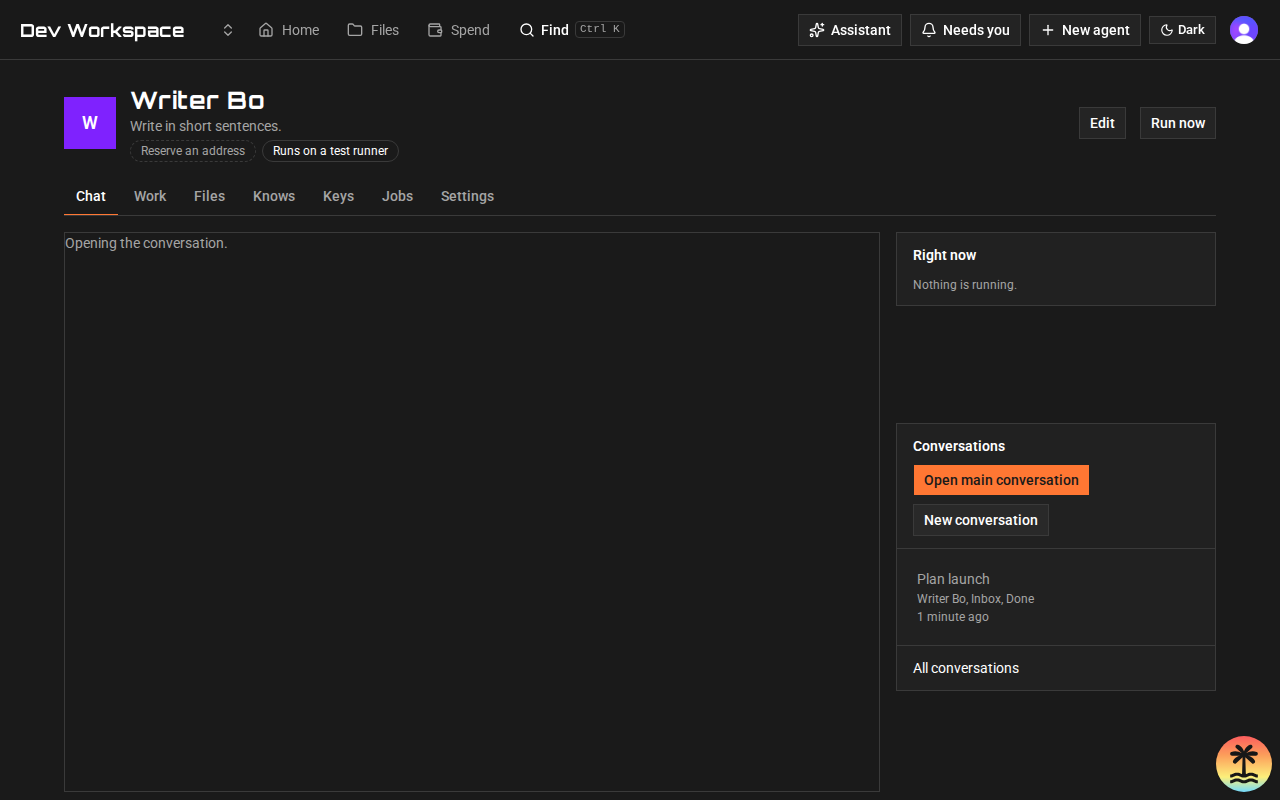 Dev Workspace
Home
Files
Spend
Find
Ctrl K
Assistant
Needs you
New agent
Dark
W
Writer Bo
Write in short sentences.
Reserve an address
Runs on a test runner
Edit
Run now
Chat
Work
Files
Knows
Keys
Jobs
Settings
Opening the conversation.
Right now
Nothing is running.
Conversations
Open main conversation
New conversation
Plan launch
Writer Bo, Inbox, Done
1 minute ago
All conversations